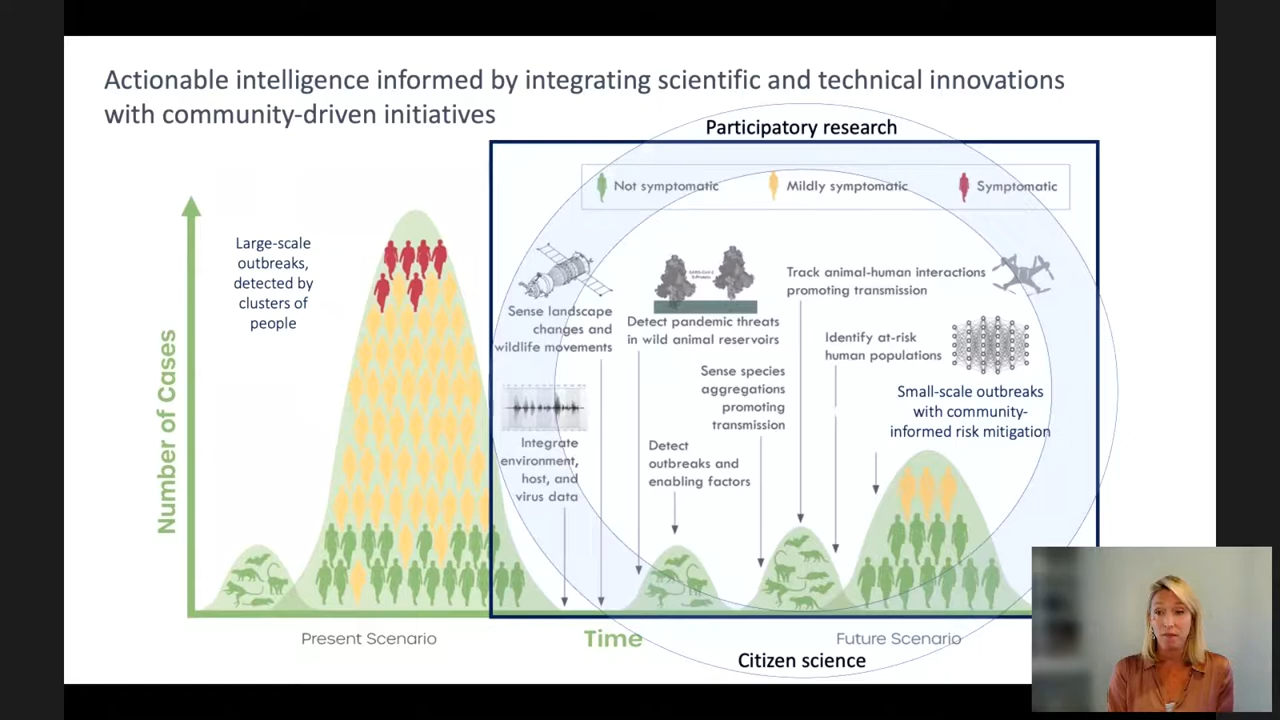 Actionable intelligence informed by integrating scientific and technical innovations
with community-driven initiatives
Participatory research
Not symptomatic
Mildly symptomatic
Symptomatic
Large-scale
outbreaks,
detected by
clusters of
people
Number of Cases
Sense landscape
changes and
wildlife movements
Integrate
environment,
host, and
virus data
Detect pandemic threats
in wild animal reservoirs
Detect
outbreaks and
enabling factors
Sense species
aggregations
promoting
transmission
Track animal-human interactions
promoting transmission
Identify at-risk
human populations
Small-scale outbreaks
with community-
informed risk mitigation
Present Scenario
Time
Future Scenario
Citizen science